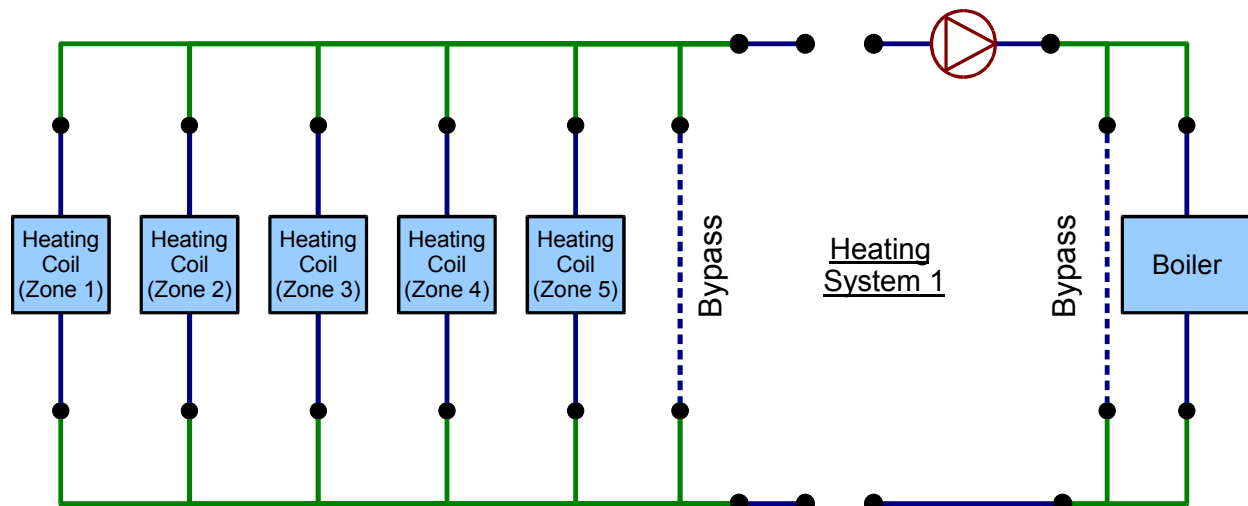 Heating
Coil
(Zone 1)
Heating
Coil
(Zone 2)
Heating
Coil
(Zone 3)
Heating
Coil
(Zone 4)
Heating
Coil
(Zone 5)
Bypass
Heating
System 1
Bypass
Boiler